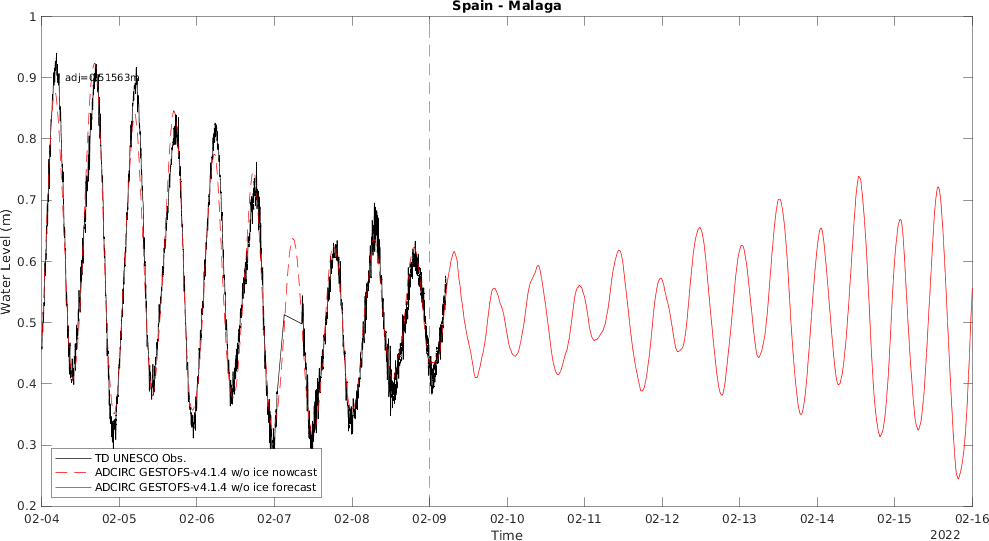 Spain - Malaga
1
0.9
0.8
0.7
0.6
0.5
0.4
0.3
0.2
Water Level (m)
adj=0.151563m
TD UNESCO Obs.
ADCIRC GESTOFS-v4.1.4 w/o ice nowcast
ADCIRC GESTOFS-v4.1.4 w/o ice forecast
02-04 02-05 02-06 02-07 02-08 02-09 02-10 02-11 02-12 02-13 02-14 02-15 02-16
Time
2022